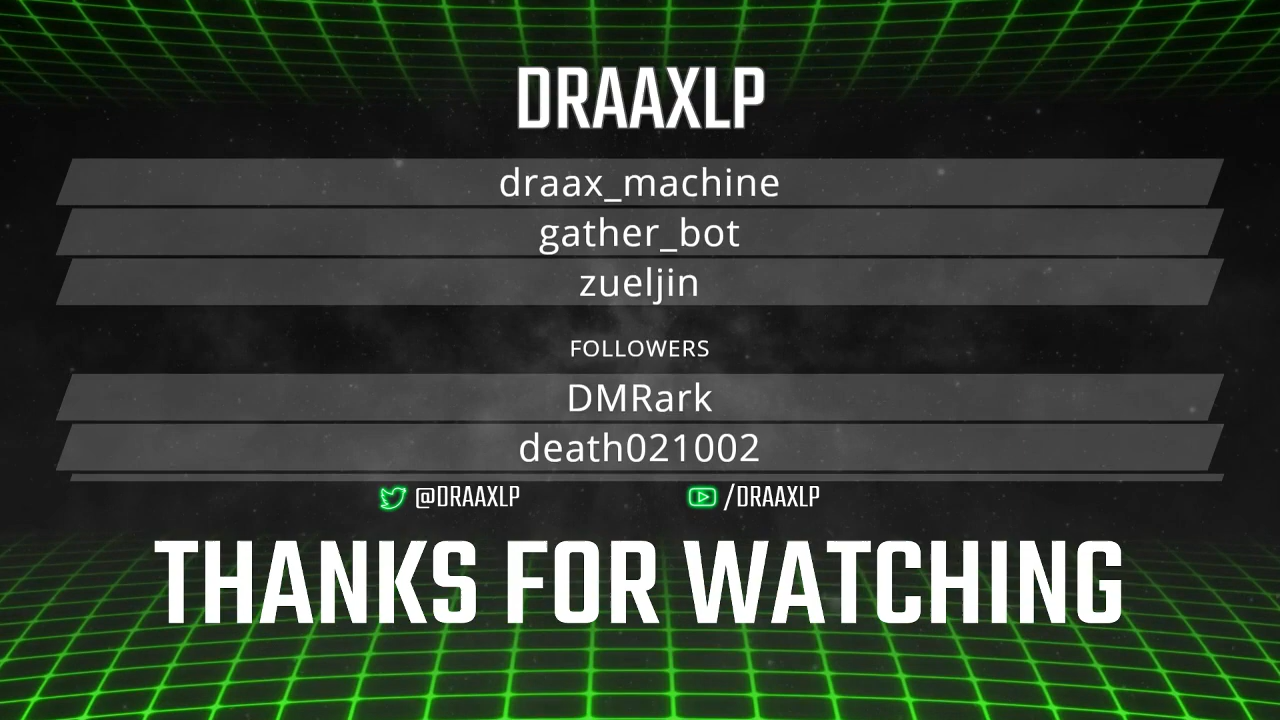 DRAAXLP
draax_machine
gather_bot
zueljin
FOLLOWERS
DMRark
death021002
@DRAAXLP /DRAAXLP
THANKS FOR WATCHING